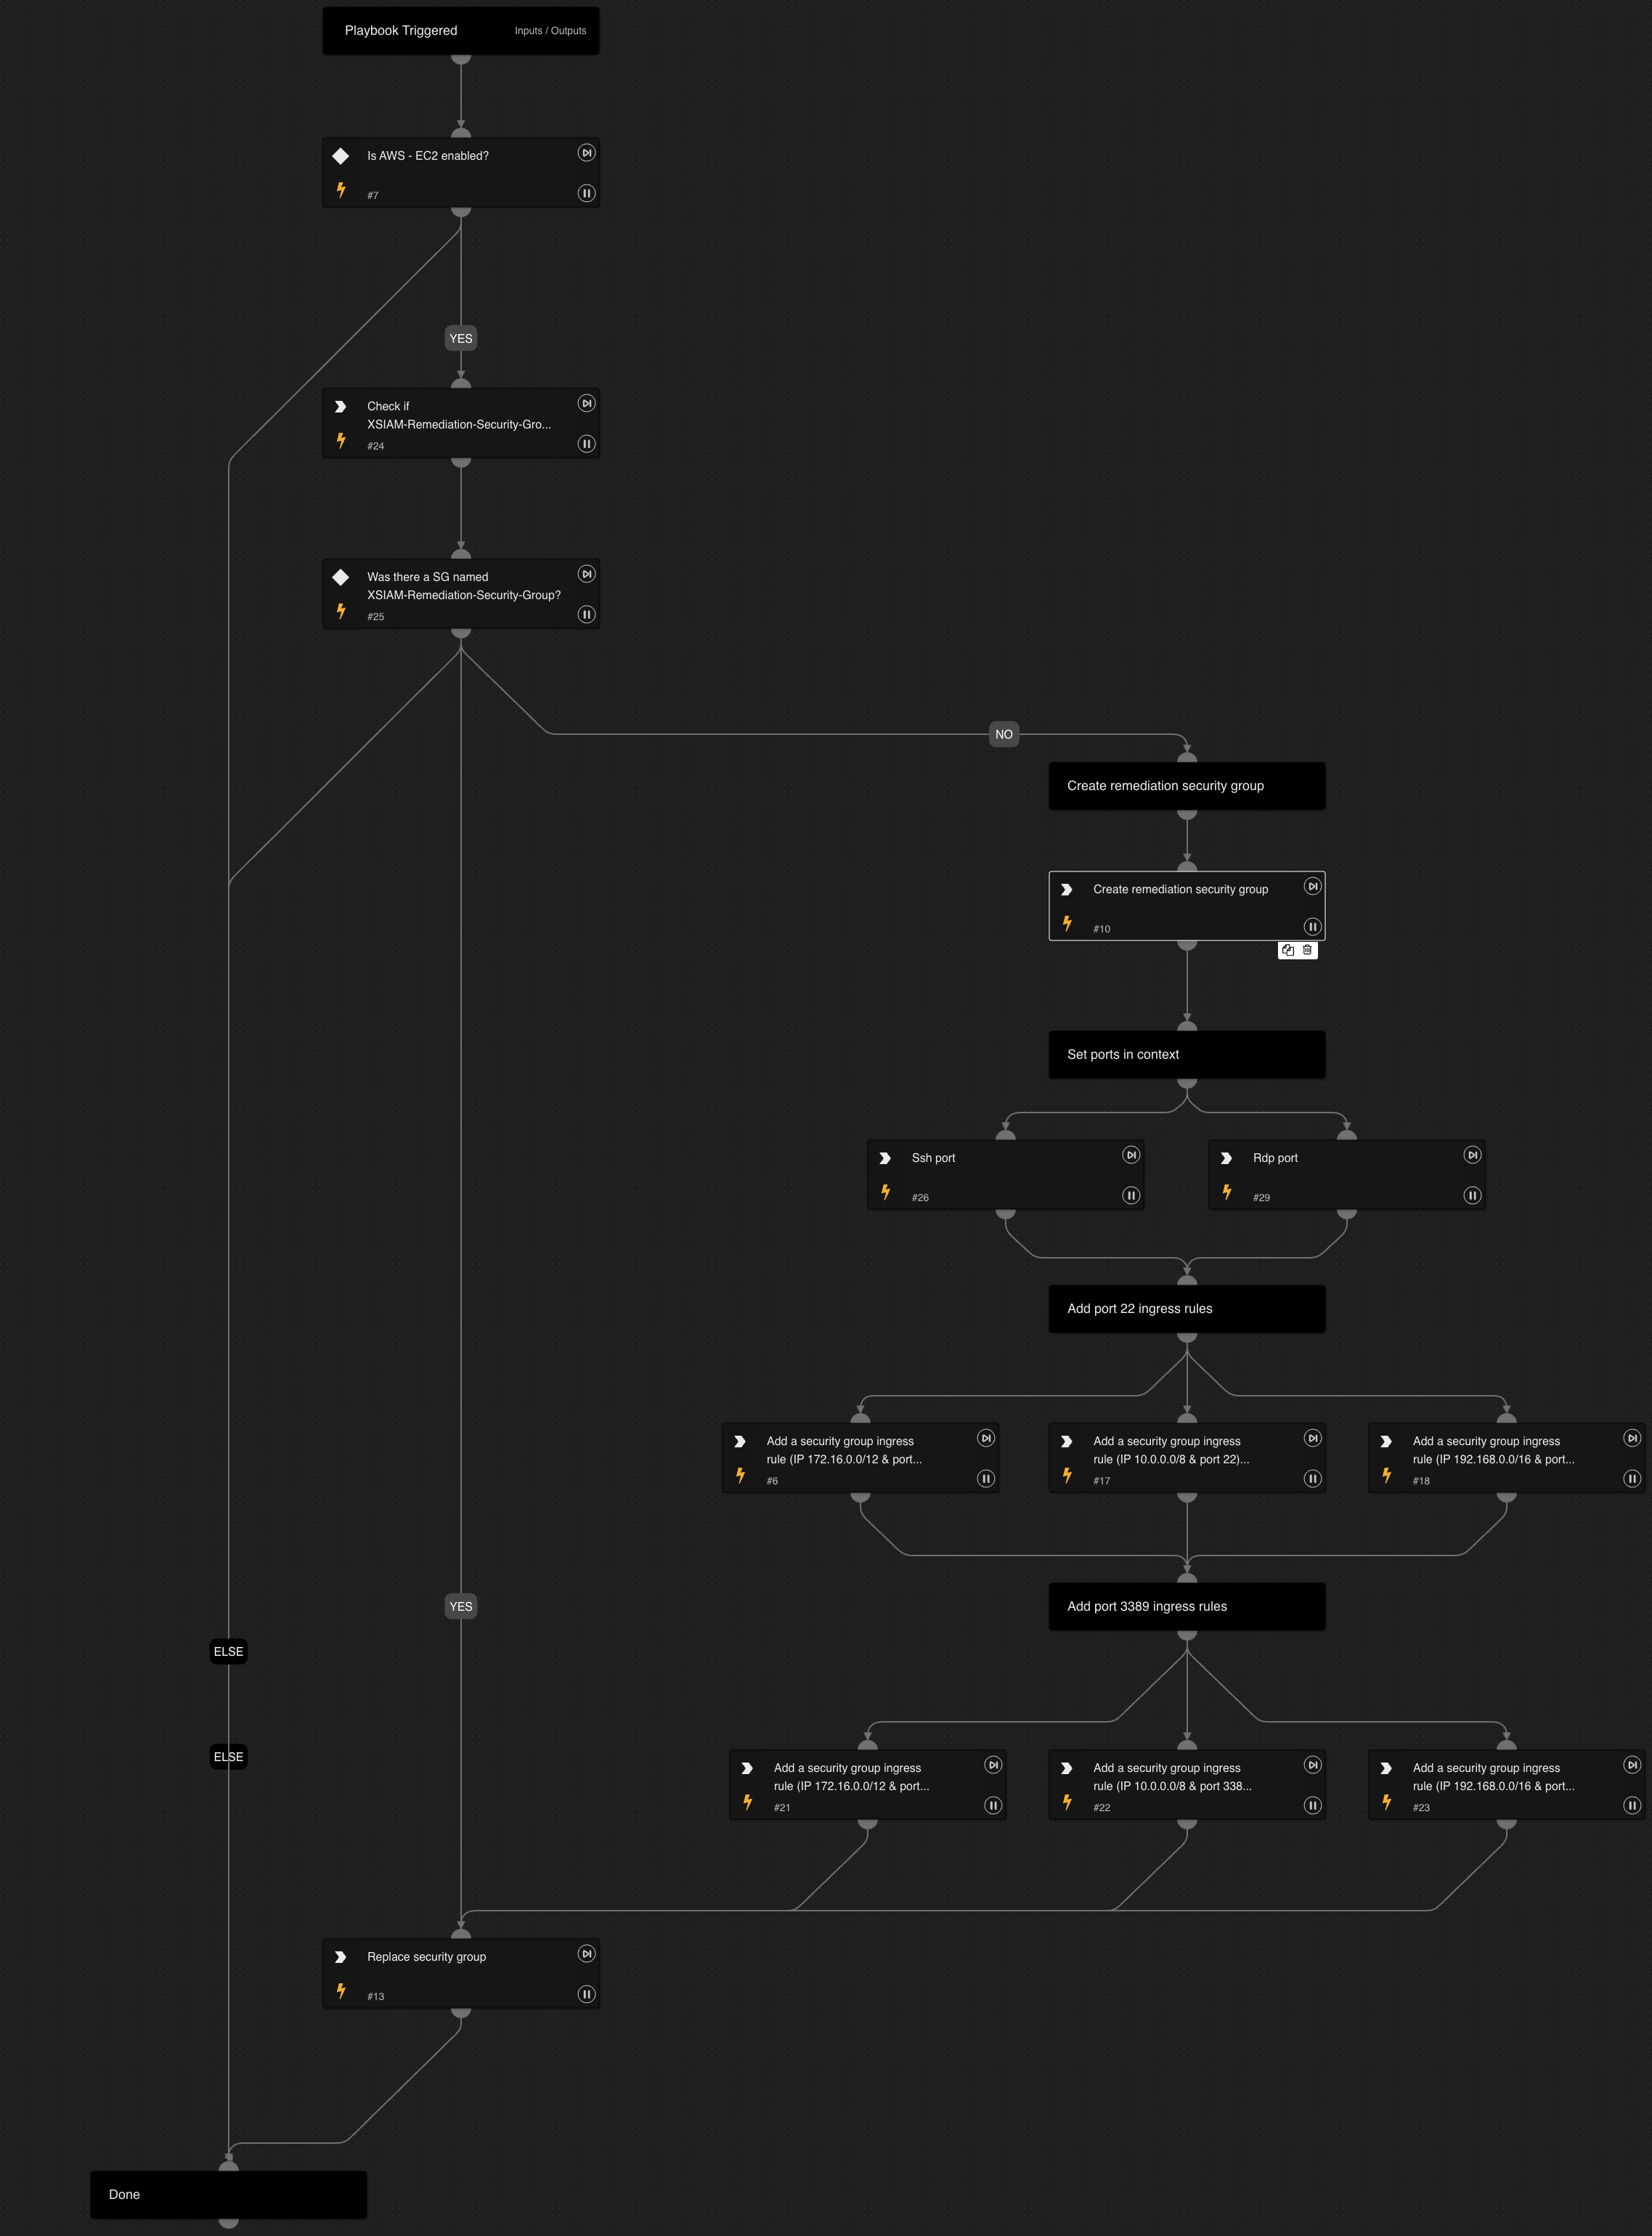 Playbook Triggered
Inputs / Outputs
Is AWS - EC2 enabled?
#7
YES
Check if
XSIAM-Remediation-Security-Gro...
#24
Was there a SG named
XSIAM-Remediation-Security-Group?
#25
NO
Create remediation security group
Create remediation security group
#10
Set ports in context
Ssh port
#26
Rdp port
#29
Add port 22 ingress rules
Add a security group ingress
rule (IP 172.16.0.0/12 & port...
#6
Add a security group ingress
rule (IP 10.0.0.0/8 & port 22)...
#17
Add a security group ingress
rule (IP 192.168.0.0/16 & port...
#18
Add port 3389 ingress rules
YES
ELSE
ELSE
Add a security group ingress
rule (IP 172.16.0.0/12 & port...
#21
Add a security group ingress
rule (IP 10.0.0.0/8 & port 338...
#22
Add a security group ingress
rule (IP 192.168.0.0/16 & port...
#23
Replace security group
#13
Done